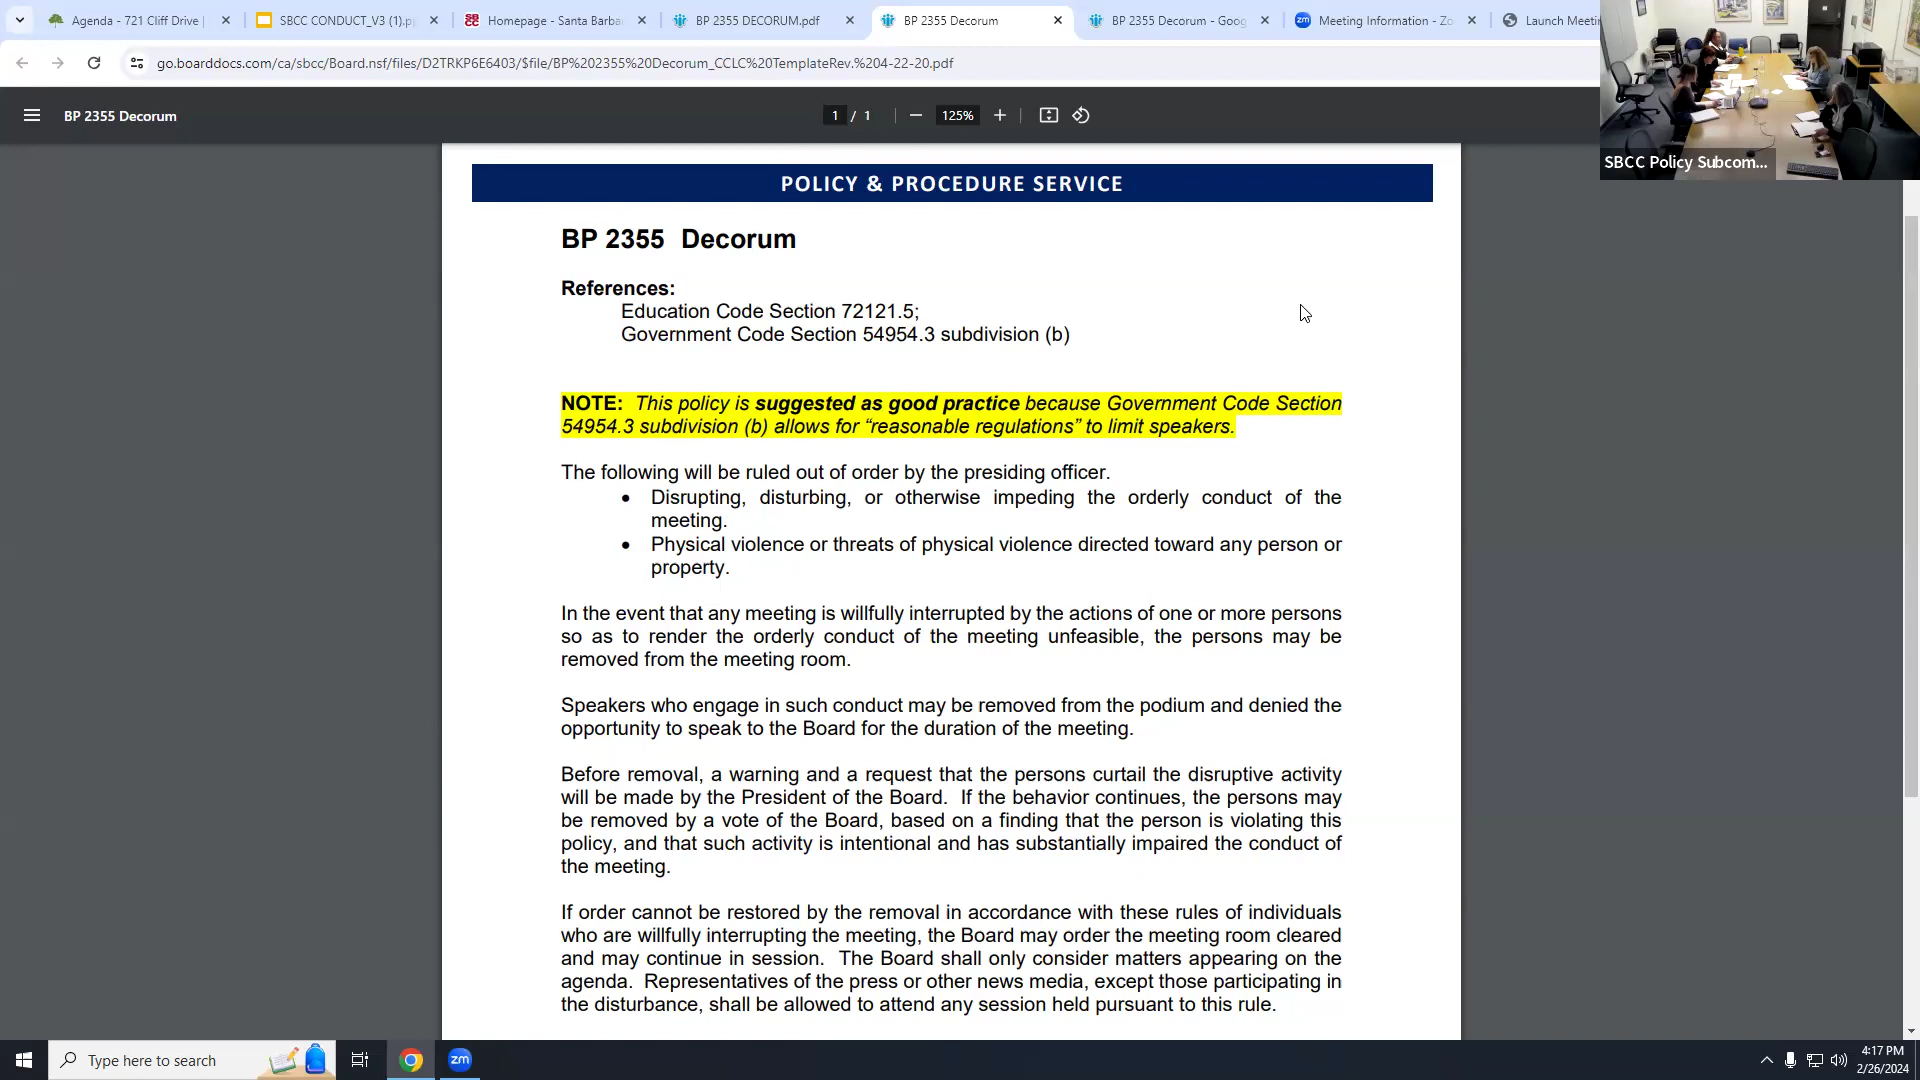 Agenda - 721 Cliff Drive |
SBCC CONDUCT_V3 (1).p
Homepage - Santa Barba
BP 2355 DECORUM.pdf
BP 2355 Decorum
BP 2355 Decorum - Goog
Meeting Information - Zo
Launch Meeti
go.boarddocs.com/ca/sbcc/Board.nsf/files/D2TRKP6E6403/$file/BP%202355%20Decorum_CCLC%20TemplateRev.%204-22-20.pdf
BP 2355 Decorum
1 / 1
125%
SBCC Policy Subcom...
POLICY & PROCEDURE SERVICE
BP 2355 Decorum
References:
Education Code Section 72121.5;
Government Code Section 54954.3 subdivision (b)
NOTE: This policy is suggested as good practice because Government Code Section
54954.3 subdivision (b) allows for “reasonable regulations” to limit speakers.
The following will be ruled out of order by the presiding officer.
• Disrupting, disturbing, or otherwise impeding the orderly conduct of the
meeting.
• Physical violence or threats of physical violence directed toward any person or
property.
In the event that any meeting is willfully interrupted by the actions of one or more persons
so as to render the orderly conduct of the meeting unfeasible, the persons may be
removed from the meeting room.
Speakers who engage in such conduct may be removed from the podium and denied the
opportunity to speak to the Board for the duration of the meeting.
Before removal, a warning and a request that the persons curtail the disruptive activity
will be made by the President of the Board. If the behavior continues, the persons may
be removed by a vote of the Board, based on a finding that the person is violating this
policy, and that such activity is intentional and has substantially impaired the conduct of
the meeting.
If order cannot be restored by the removal in accordance with these rules of individuals
who are willfully interrupting the meeting, the Board may order the meeting room cleared
and may continue in session. The Board shall only consider matters appearing on the
agenda. Representatives of the press or other news media, except those participating in
the disturbance, shall be allowed to attend any session held pursuant to this rule.
Type here to search
zm
4:17 PM
2/26/2024